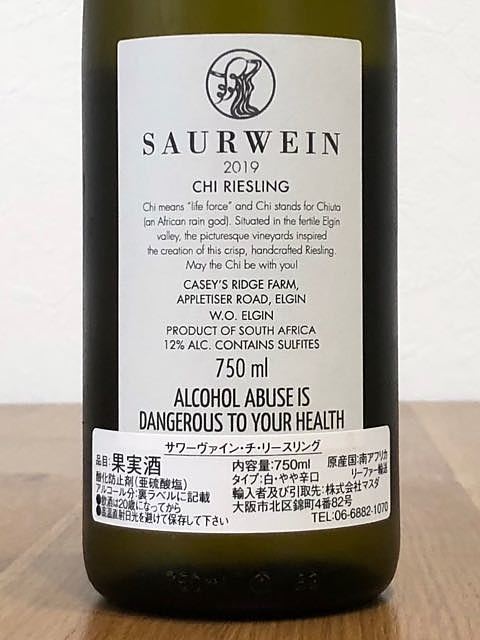 SAURWEIN
2019
CHI RIESLING
Chi means "life force" and Chi stands for Chiuta
(an African rain god). Situated in the fertile Elgin
valley, the picturesque vineyards inspired
the creation of this crisp, handcrafted Riesling.
May the Chi be with you!
CASEY'S RIDGE FARM,
APPLETISER ROAD, ELGIN
W.O. ELGIN
PRODUCT OF SOUTH AFRICA
12% ALC. CONTAINS SULFITES
750 ml
ALCOHOL ABUSE IS
DANGEROUS TO YOUR HEALTH
サワーヴァイン・チ・リースリング
品目:果実酒
酸化防止剤(亜硫酸塩)
アルコール分:裏ラベルに記載
●飲酒は20歳になってから
●高温直射日光を避けて保存して下さい
内容量:750ml
原産国:南アフリカ
タイプ:白・やや辛口
リーファー輸送
輸入者及び引取先:株式会社マスダ
大阪市北区錦町4番82号
TEL:06-6882-1070